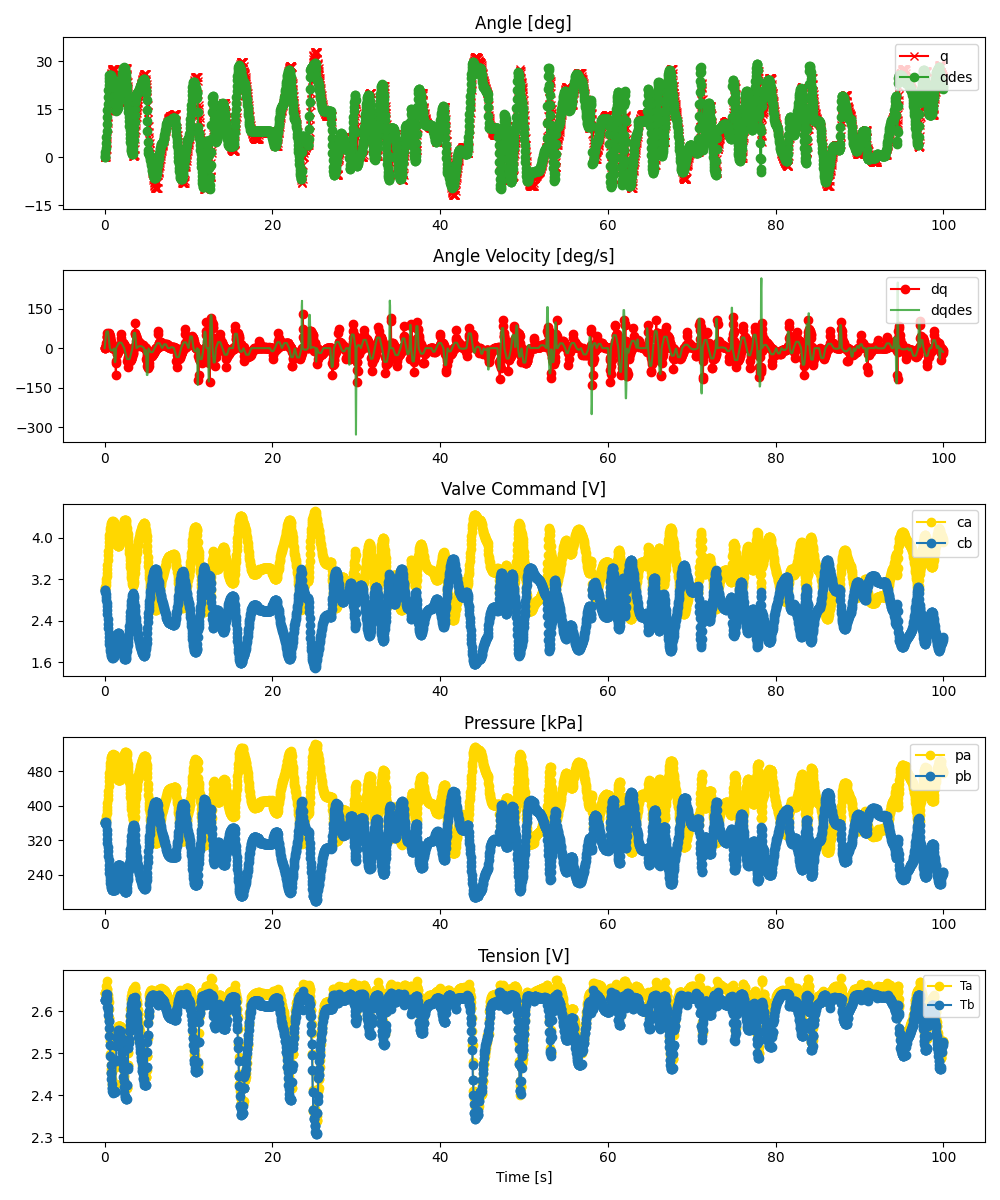 Angle [deg]
30
15
0
−15
q
qdes
0 20 40 60 80 100
Angle Velocity [deg/s]
150
0
−150
−300
dq
dqdes
0 20 40 60 80 100
Valve Command [V]
4.0
3.2
2.4
1.6
ca
cb
0 20 40 60 80 100
Pressure [kPa]
480
400
320
240
pa
pb
0 20 40 60 80 100
Tension [V]
2.6
2.5
2.4
2.3
Ta
Tb
0 20 40 60 80 100
Time [s]